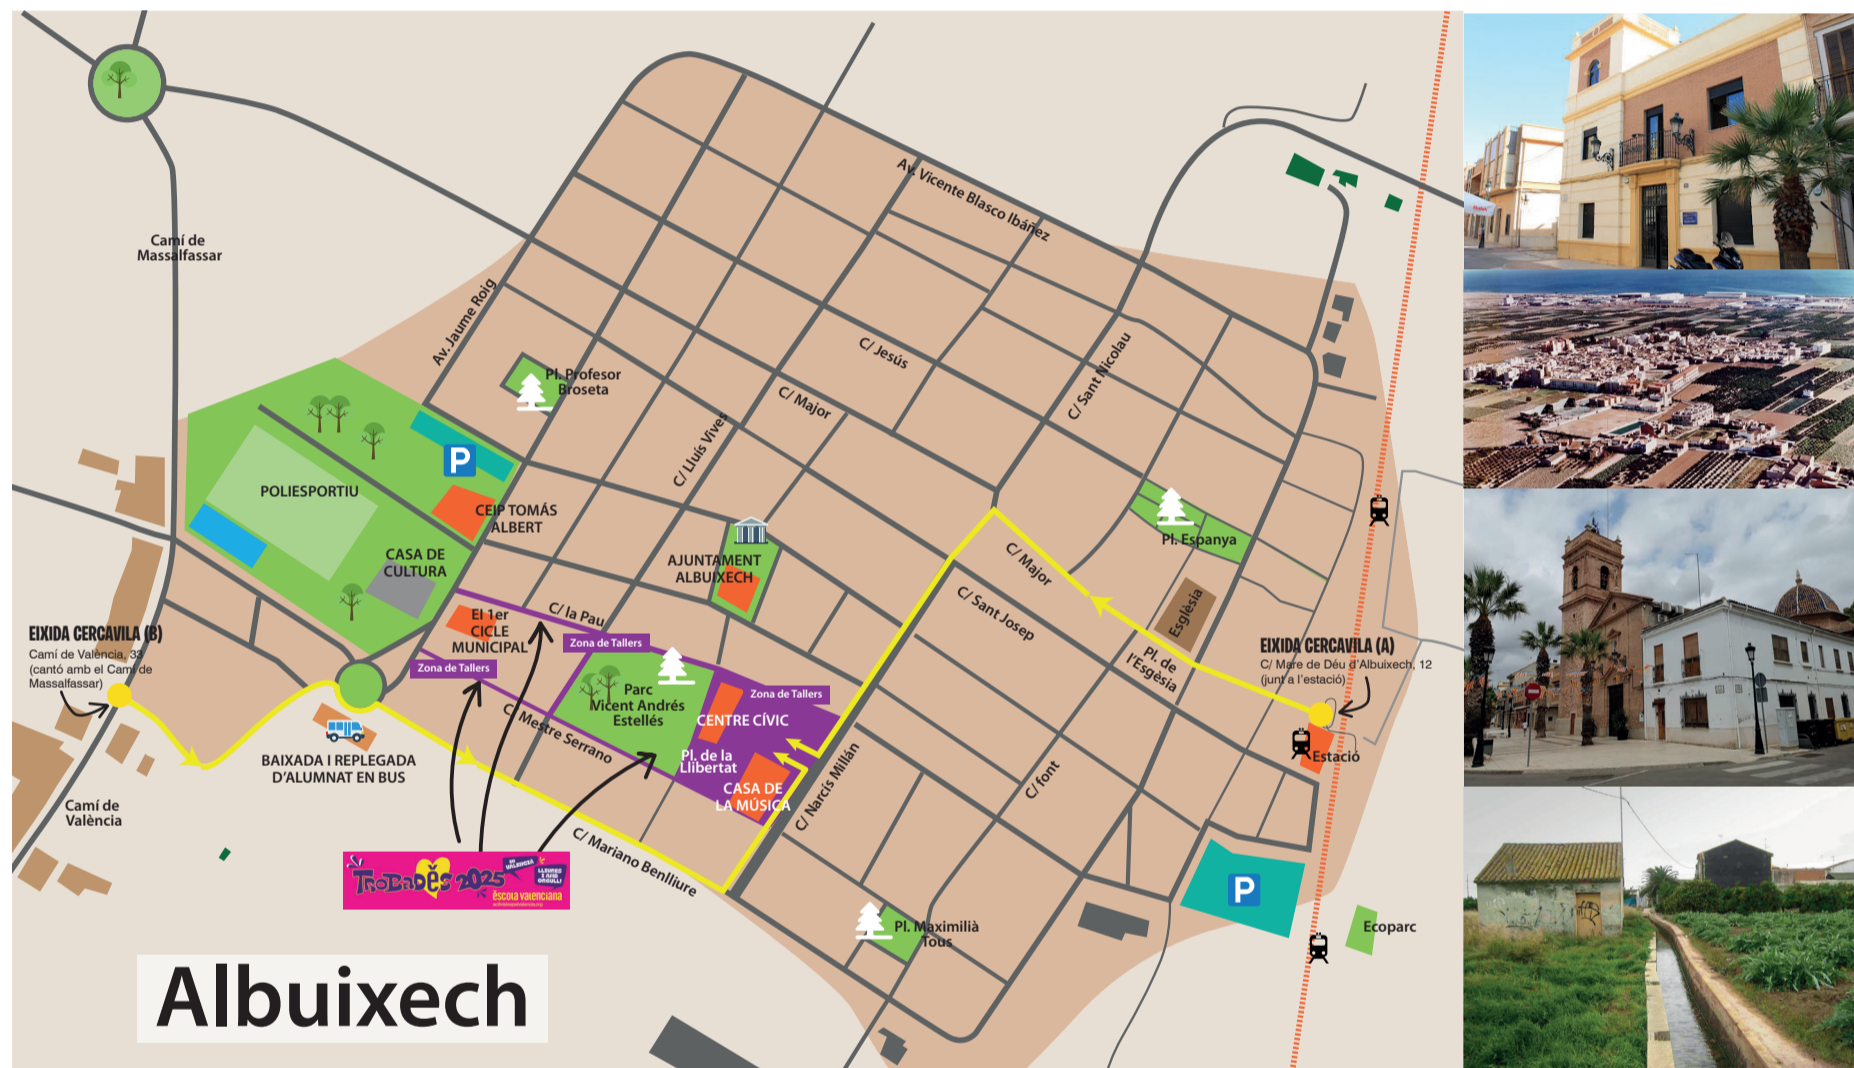 Av. Vicente Blasco Ibáñez
Camí de
Massalfassar
Av. Jaume Roig
C/ Jesús
C/ Sant Nicolau
Pl. Profesor
Broseta
C/ Major
C/ Lluís Vives
P
POLIESPORTIU
CEIP TOMÁS
ALBERT
CASA DE
CULTURA
Pl. Espanya
AJUNTAMENT
ALBUIXECH
C/ Major
C/ Sant Josep
Església
Pl. de
l'Esgèsia
EI 1er
CICLE
MUNICIPAL
C/ la Pau
Zona de Tallers
Zona de Tallers
Zona de Tallers
EIXIDA CERCAVILA (B)
Camí de València, 33
(cantó amb el Camí de
Massalfassar)
EIXIDA CERCAVILA (A)
C/ Mare de Déu d'Albuixech, 12
(junt a l'estació)
Parc
Vicent Andrés
Estellés
CENTRE CÍVIC
C/ Mestre Serrano
Pl. de la
Llibertat
CASA DE
LA MÚSICA
C/ Narcís Millán
C/ font
Estació
BAIXADA I REPLEGADA
D'ALUMNAT EN BUS
Camí de
València
C/ Mariano Benlliure
TROBADES 2025
escola valenciana
P
Pl. Maximilià
Tous
Ecoparc
Albuixech